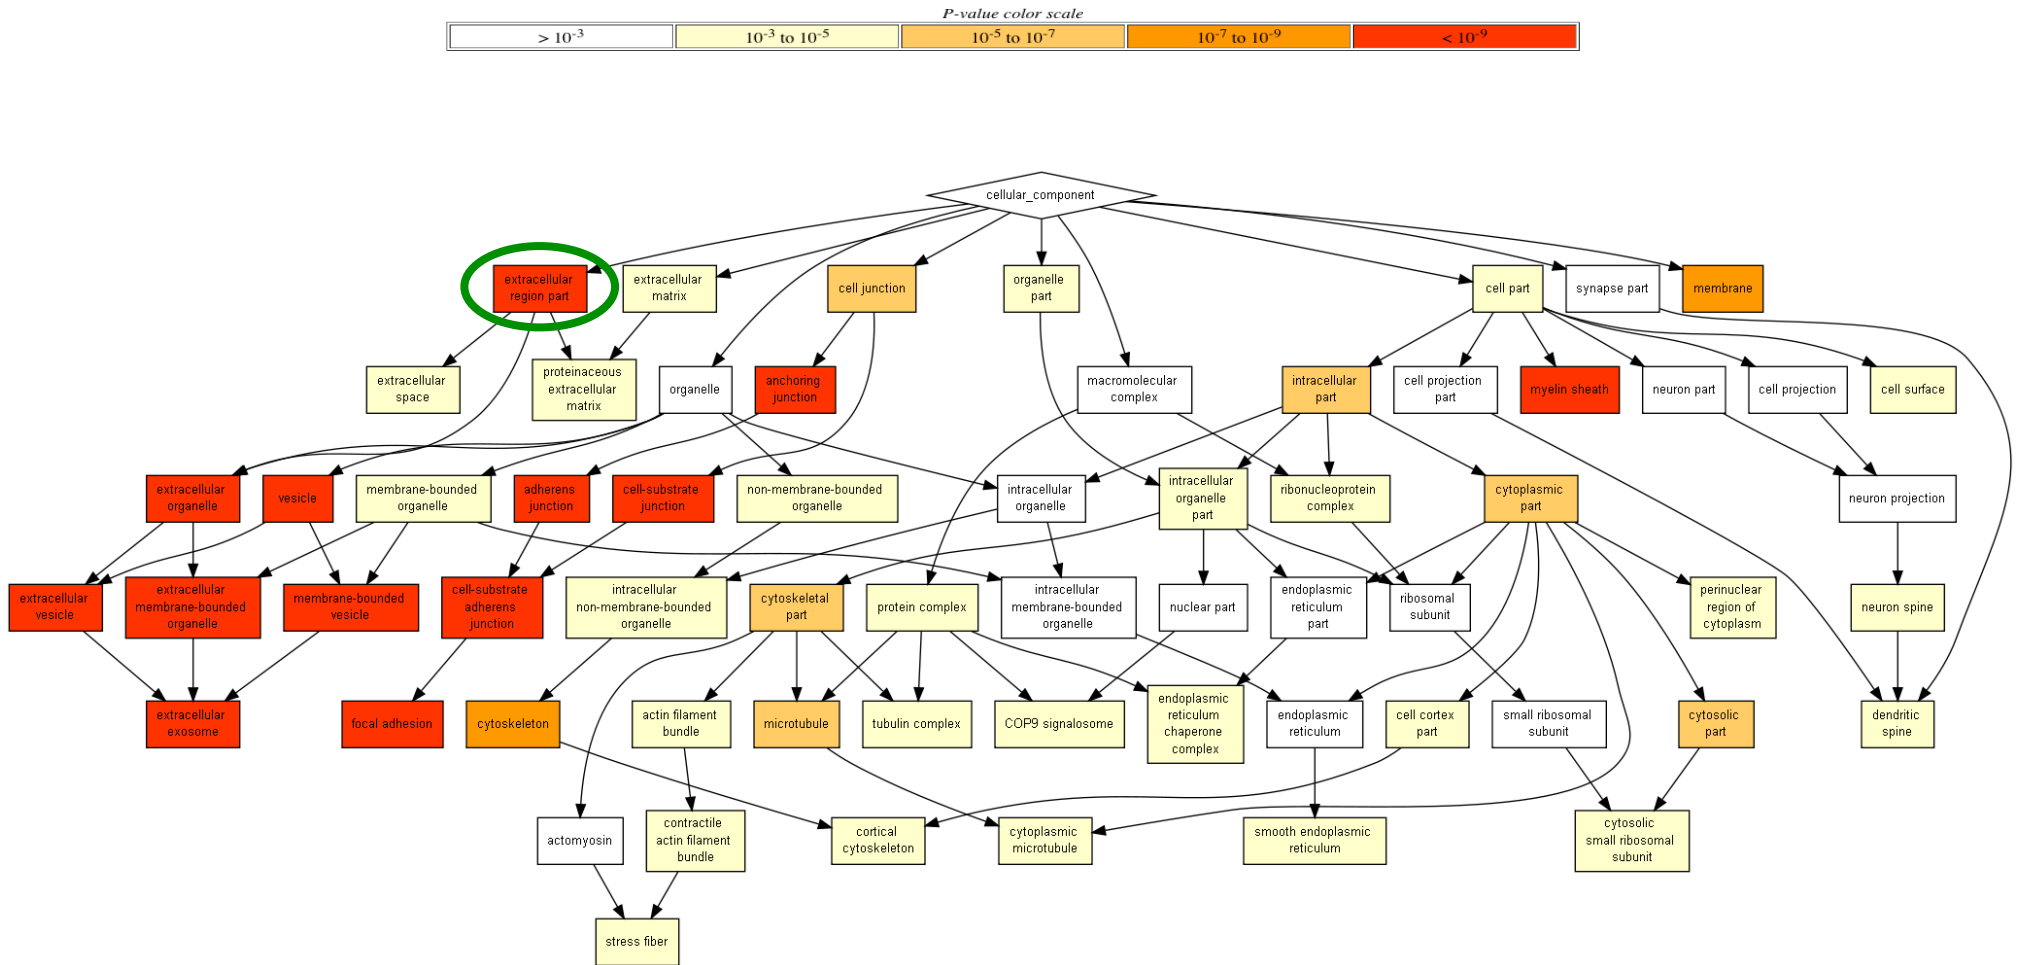 P-value color scale
> 10-3
10-3 to 10-5
10-5 to 10-7
10-7 to 10-9
< 10-9
cellular_component
extracellular
region part
extracellular
matrix
cell junction
organelle
part
cell part
synapse part
membrane
extracellular
space
proteinaceous
extracellular
matrix
organelle
anchoring
junction
macromolecular
complex
intracellular
part
cell projection
part
myelin sheath
neuron part
cell projection
cell surface
extracellular
organelle
vesicle
membrane-bounded
organelle
adherens
junction
cell-substrate
junction
non-membrane-bounded
organelle
intracellular
organelle
intracellular
organelle
part
ribonucleoprotein
complex
cytoplasmic
part
neuron projection
extracellular
vesicle
extracellular
membrane-bounded
organelle
membrane-bounded
vesicle
cell-substrate
adherens
junction
intracellular
non-membrane-bounded
organelle
cytoskeletal
part
protein complex
intracellular
membrane-bounded
organelle
nuclear part
endoplasmic
reticulum
part
ribosomal
subunit
perinuclear
region of
cytoplasm
neuron spine
extracellular
exosome
focal adhesion
cytoskeleton
actin filament
bundle
microtubule
tubulin complex
COP9 signalosome
endoplasmic
reticulum
chaperone
complex
endoplasmic
reticulum
cell cortex
part
small ribosomal
subunit
cytosolic
part
dendritic
spine
actomyosin
contractile
actin filament
bundle
cortical
cytoskeleton
cytoplasmic
microtubule
smooth endoplasmic
reticulum
cytosolic
small ribosomal
subunit
stress fiber